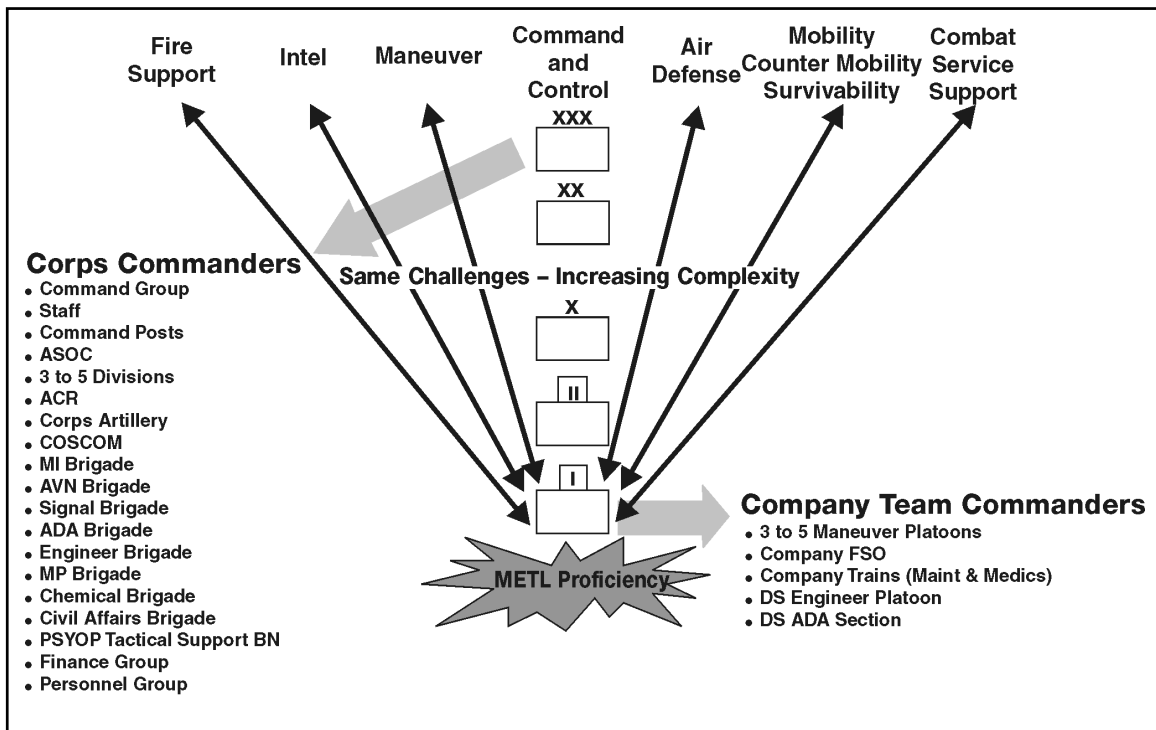 Fire
Support
Intel
Maneuver
Command
and
Control
Air
Defense
Mobility
Counter Mobility
Survivability
Combat
Service
Support
XXX
XX
Same Challenges – Increasing Complexity
X
II
I
METL Proficiency
Corps Commanders
• Command Group
• Staff
• Command Posts
• ASOC
• 3 to 5 Divisions
• ACR
• Corps Artillery
• COSCOM
• MI Brigade
• AVN Brigade
• Signal Brigade
• ADA Brigade
• Engineer Brigade
• MP Brigade
• Chemical Brigade
• Civil Affairs Brigade
• PSYOP Tactical Support BN
• Finance Group
• Personnel Group
Company Team Commanders
• 3 to 5 Maneuver Platoons
• Company FSO
• Company Trains (Maint & Medics)
• DS Engineer Platoon
• DS ADA Section